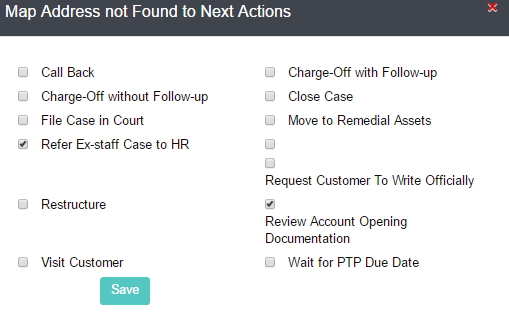 Map Address not Found to Next Actions
Call Back
Charge-Off with Follow-up
Charge-Off without Follow-up
Close Case
File Case in Court
Move to Remedial Assets
Refer Ex-staff Case to HR
Request Customer To Write Officially
Restructure
Review Account Opening
Documentation
Visit Customer
Wait for PTP Due Date
Save